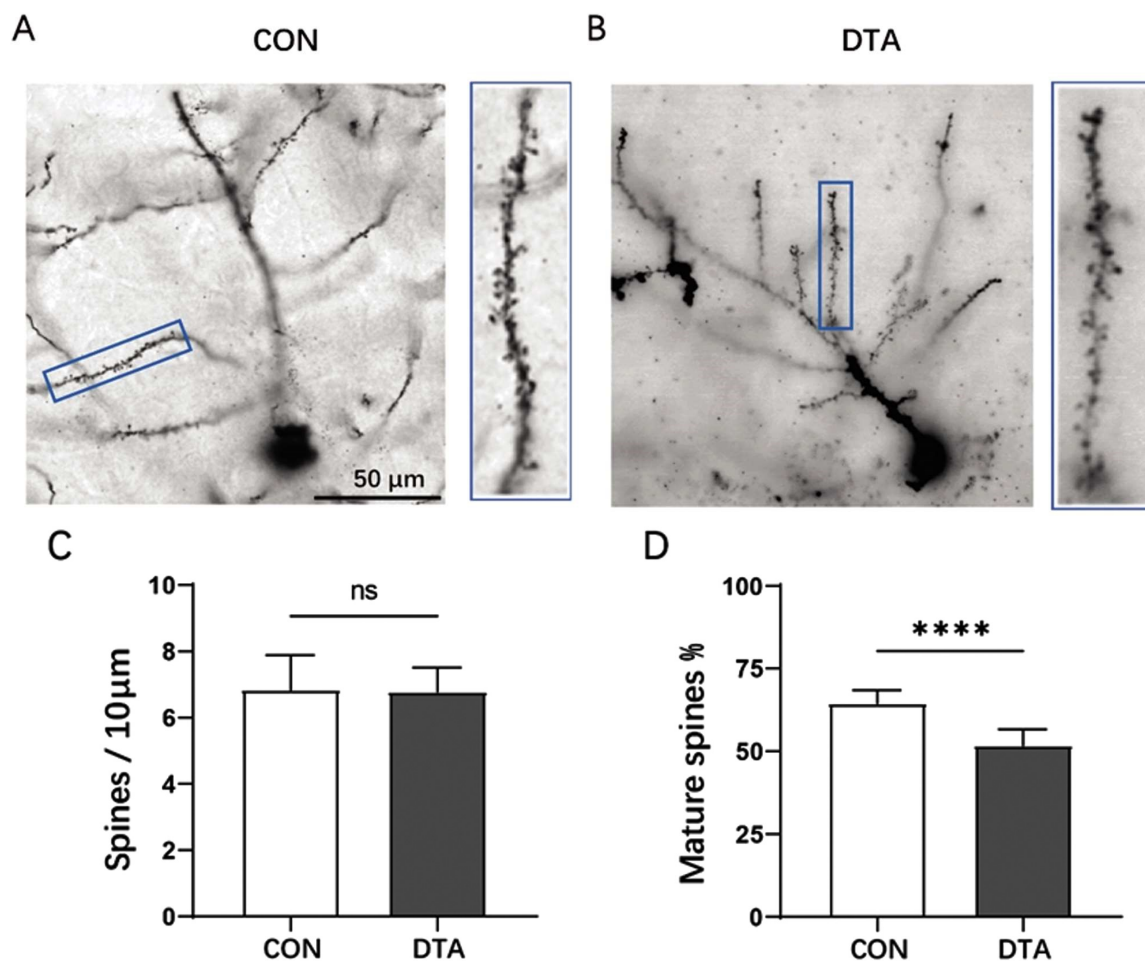 A
CON
B
DTA
50 μm
C
D
10
8
6
4
2
0
Spines / 10μm
ns
CON
DTA
100
75
50
25
0
Mature spines %
****
CON
DTA